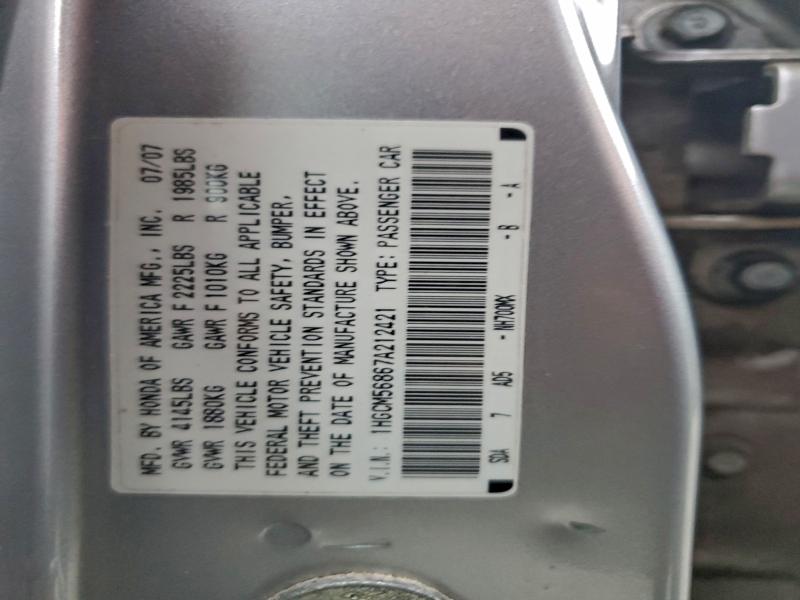 MFD. BY HONDA OF AMERICA MFG., INC. 07/07
GVWR 4145LBS GAWR F 2225LBS R 1985LBS
GVWR 1880KG GAWR F 1010KG R 900KG
THIS VEHICLE CONFORMS TO ALL APPLICABLE
FEDERAL MOTOR VEHICLE SAFETY, BUMPER,
AND THEFT PREVENTION STANDARDS IN EFFECT
ON THE DATE OF MANUFACTURE SHOWN ABOVE.
V.I.N.: 1HGCM56867A212421 TYPE: PASSENGER CAR
SDA 7 AD5 - NH700MX - B - A